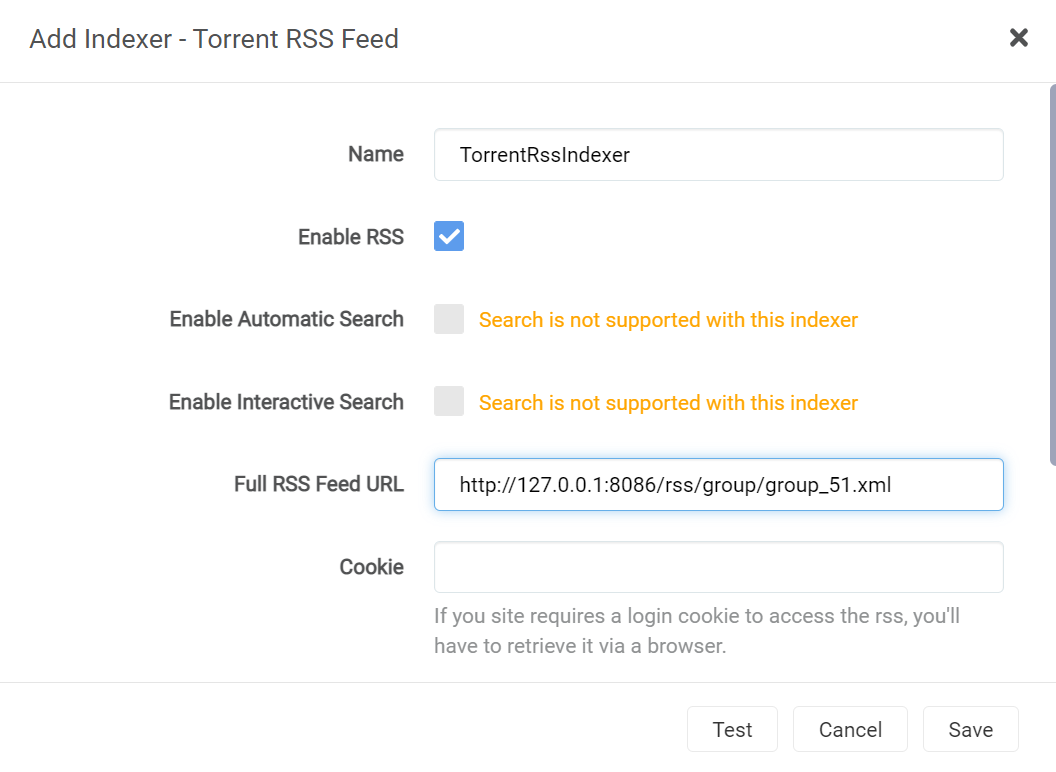 Add Indexer - Torrent RSS Feed
Name
TorrentRssIndexer
Enable RSS
Enable Automatic Search
Search is not supported with this indexer
Enable Interactive Search
Search is not supported with this indexer
Full RSS Feed URL
http://127.0.0.1:8086/rss/group/group_51.xml
Cookie
If you site requires a login cookie to access the rss, you'll
have to retrieve it via a browser.
Test
Cancel
Save